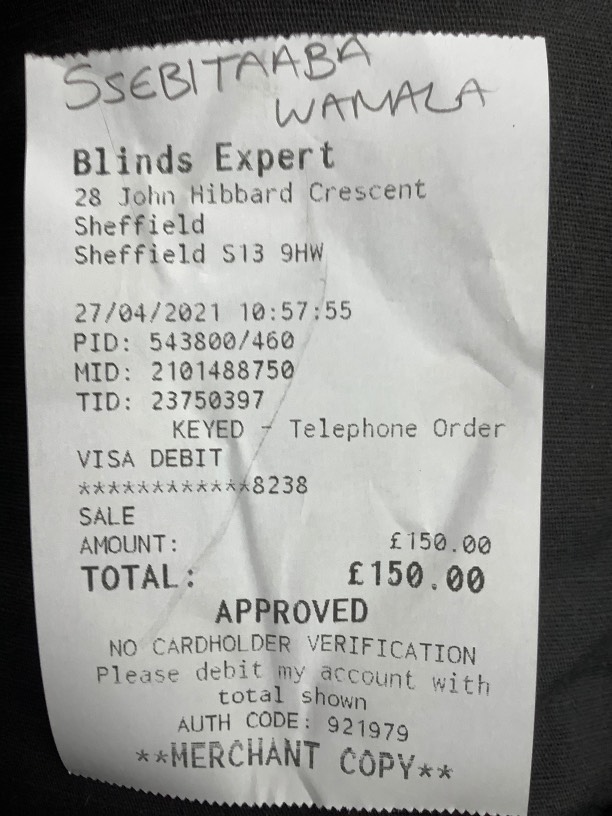 SSEBITAABA
WAMALA
Blinds Expert
28 John Hibbard Crescent
Sheffield
Sheffield S13 9HW
27/04/2021 10:57:55
PID: 543800/460
MID: 2101488750
TID: 23750397
KEYED - Telephone Order
VISA DEBIT
************8238
SALE
AMOUNT: £150.00
TOTAL: £150.00
APPROVED
NO CARDHOLDER VERIFICATION
Please debit my account with
total shown
AUTH CODE: 921979
**MERCHANT COPY**